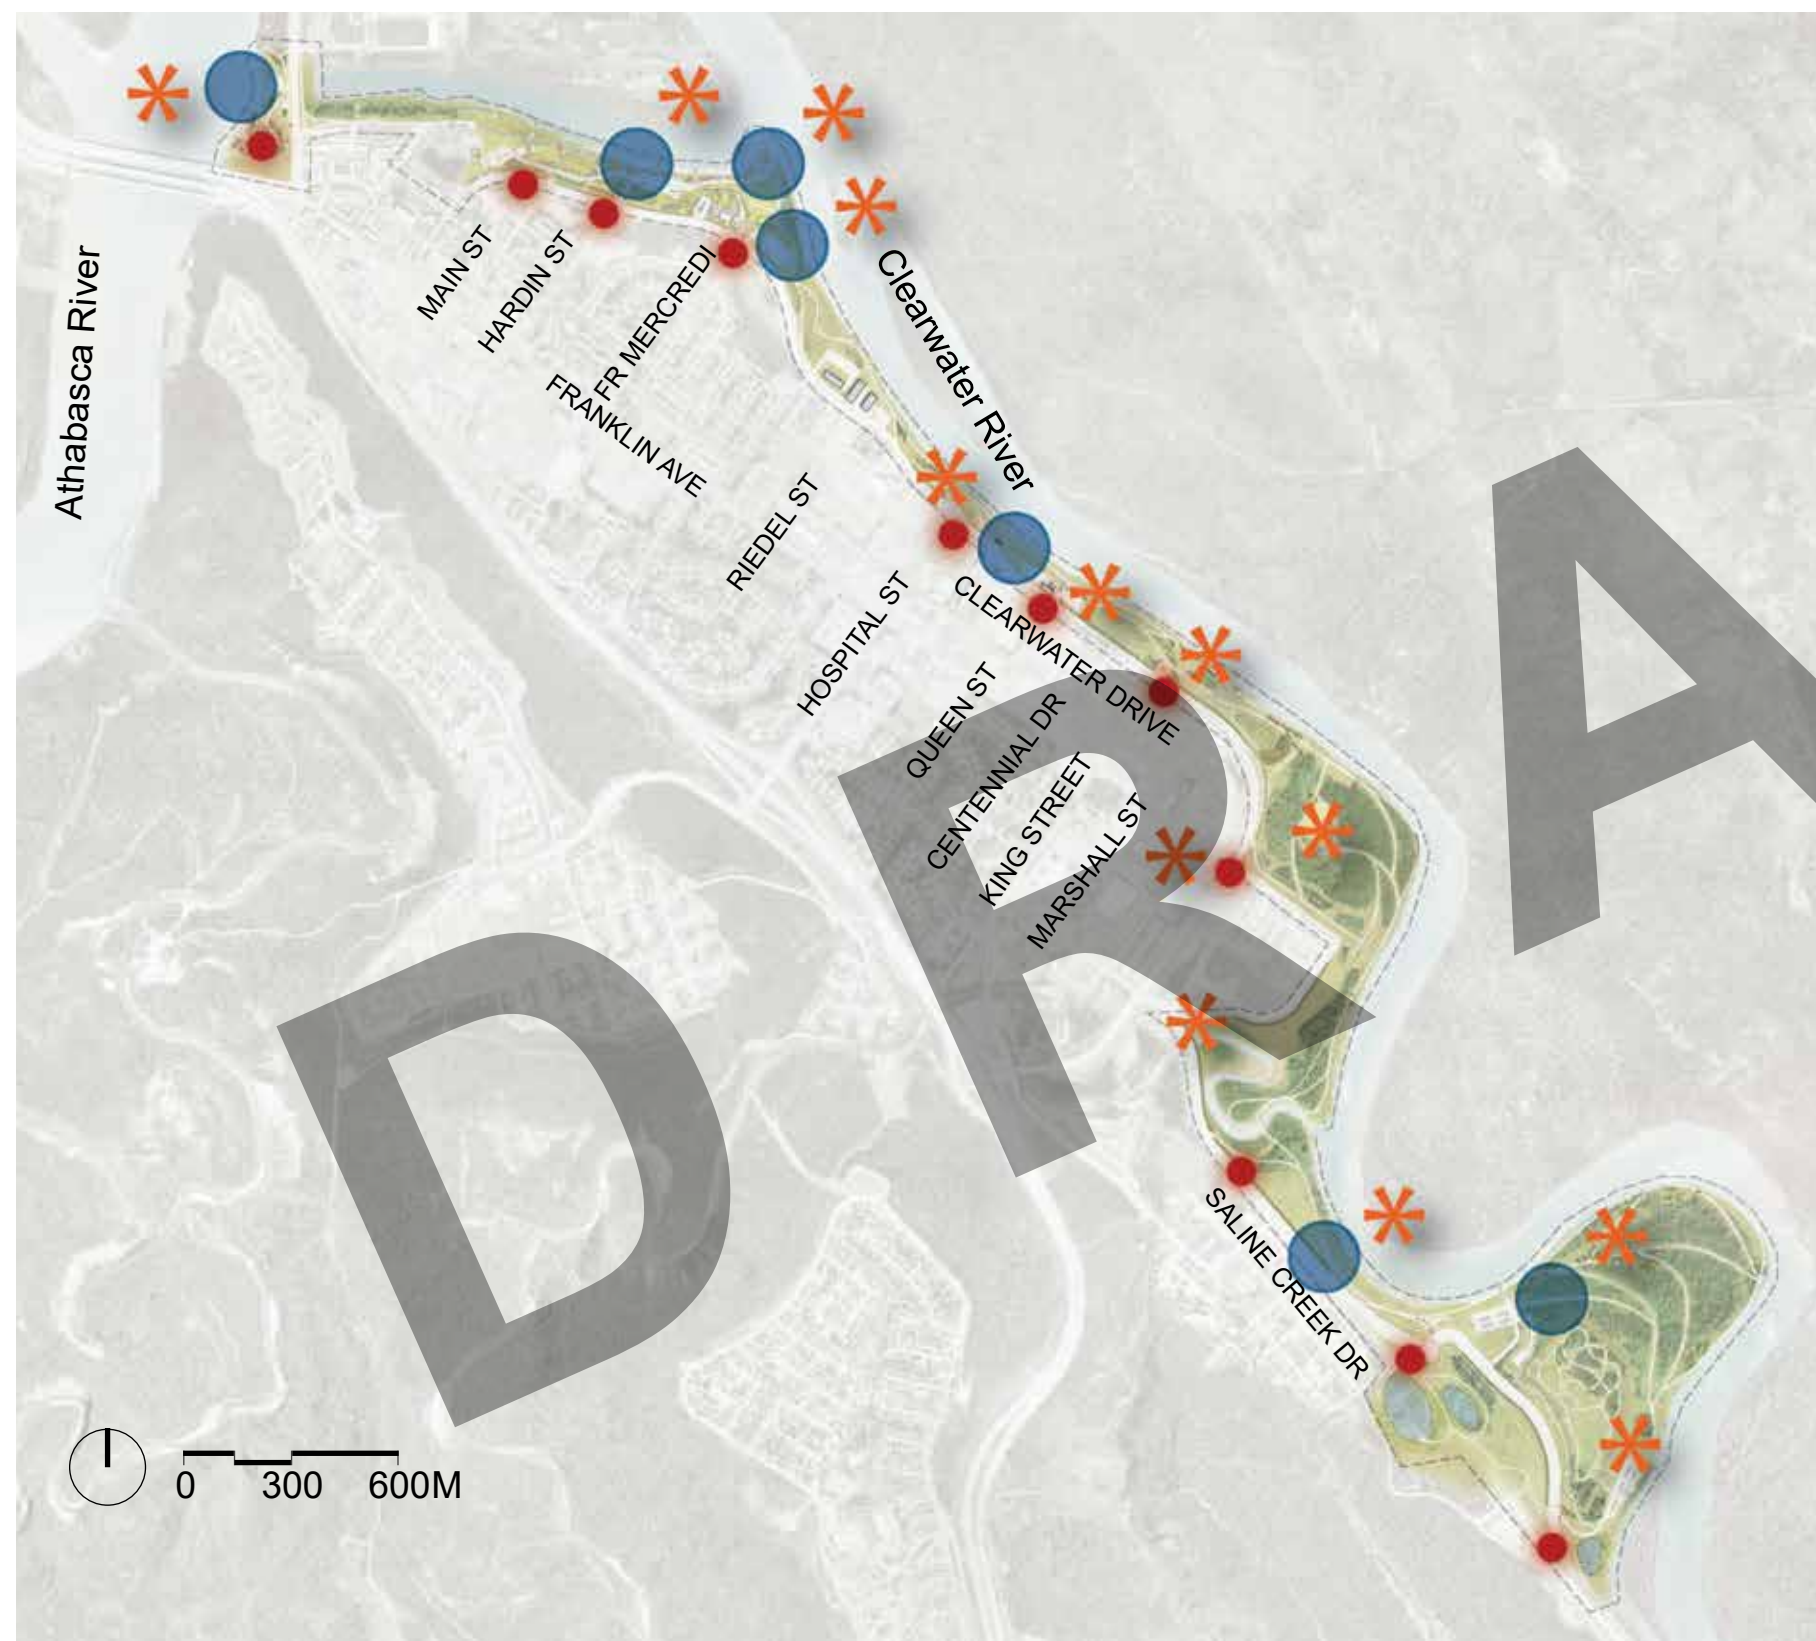 Athabasca River
MAIN ST
HARDIN ST
FR MERCREDI
FRANKLIN AVE
Clearwater River
RIEDEL ST
HOSPITAL ST
CLEARWATER DRIVE
QUEEN ST
CENTENNIAL DR
KING STREET
MARSHALL ST
SALINE CREEK DR
DRA
0 300 600M